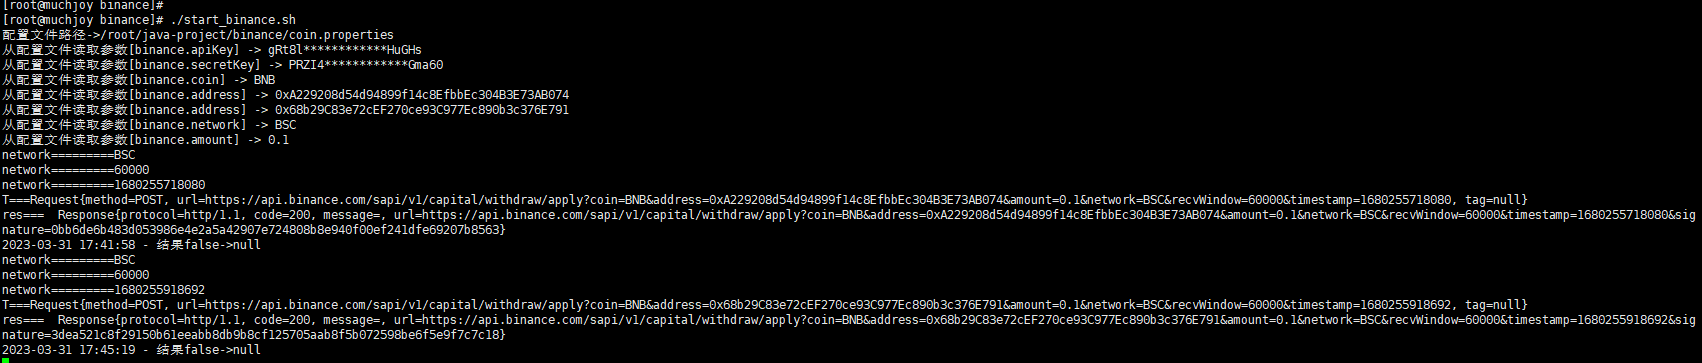 [root@muchjoy binance]#
[root@muchjoy binance]# ./start_binance.sh
配置文件路径->/root/java-project/binance/coin.properties
从配置文件读取参数[binance.apiKey] -> gRt8l************HuGHs
从配置文件读取参数[binance.secretKey] -> PRZI4************Gma60
从配置文件读取参数[binance.coin] -> BNB
从配置文件读取参数[binance.address] -> 0xA229208d54d94899f14c8EfbbEc304B3E73AB074
从配置文件读取参数[binance.address] -> 0x68b29C83e72cEF270ce93C977Ec890b3c376E791
从配置文件读取参数[binance.network] -> BSC
从配置文件读取参数[binance.amount] -> 0.1
network=========BSC
network=========60000
network=========1680255718080
T===Request{method=POST, url=https://api.binance.com/sapi/v1/capital/withdraw/apply?coin=BNB&address=0xA229208d54d94899f14c8EfbbEc304B3E73AB074&amount=0.1&network=BSC&recvWindow=60000&timestamp=1680255718080, tag=null}
res===  Response{protocol=http/1.1, code=200, message=, url=https://api.binance.com/sapi/v1/capital/withdraw/apply?coin=BNB&address=0xA229208d54d94899f14c8EfbbEc304B3E73AB074&amount=0.1&network=BSC&recvWindow=60000&timestamp=1680255718080&sig
nature=0bb6de6b483d053986e4e2a5a42907e724808b8e940f00ef241dfe69207b8563}
2023-03-31 17:41:58 - 结果false->null
network=========BSC
network=========60000
network=========1680255918692
T===Request{method=POST, url=https://api.binance.com/sapi/v1/capital/withdraw/apply?coin=BNB&address=0x68b29C83e72cEF270ce93C977Ec890b3c376E791&amount=0.1&network=BSC&recvWindow=60000&timestamp=1680255918692, tag=null}
res===  Response{protocol=http/1.1, code=200, message=, url=https://api.binance.com/sapi/v1/capital/withdraw/apply?coin=BNB&address=0x68b29C83e72cEF270ce93C977Ec890b3c376E791&amount=0.1&network=BSC&recvWindow=60000&timestamp=1680255918692&sig
nature=3dea521c8f29150b61eeabb8db9b8cf125705aab8f5b072598be6f5e9f7c7c18}
2023-03-31 17:45:19 - 结果false->null